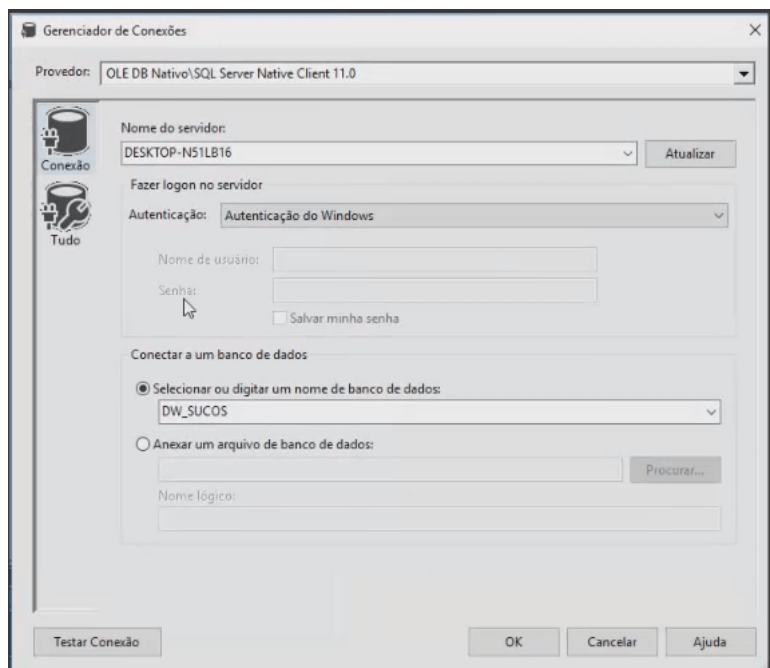 Gerenciador de Conexões
Provedor: OLE DB Nativo\SQL Server Native Client 11.0
Conexão
Tudo
Nome do servidor:
DESKTOP-N51LB16
Atualizar
Fazer logon no servidor
Autenticação: Autenticação do Windows
Nome de usuário:
Senha:
Salvar minha senha
Conectar a um banco de dados
Selecionar ou digitar um nome de banco de dados:
DW_SUCOS
Anexar um arquivo de banco de dados:
Procurar...
Nome lógico:
Testar Conexão
OK
Cancelar
Ajuda